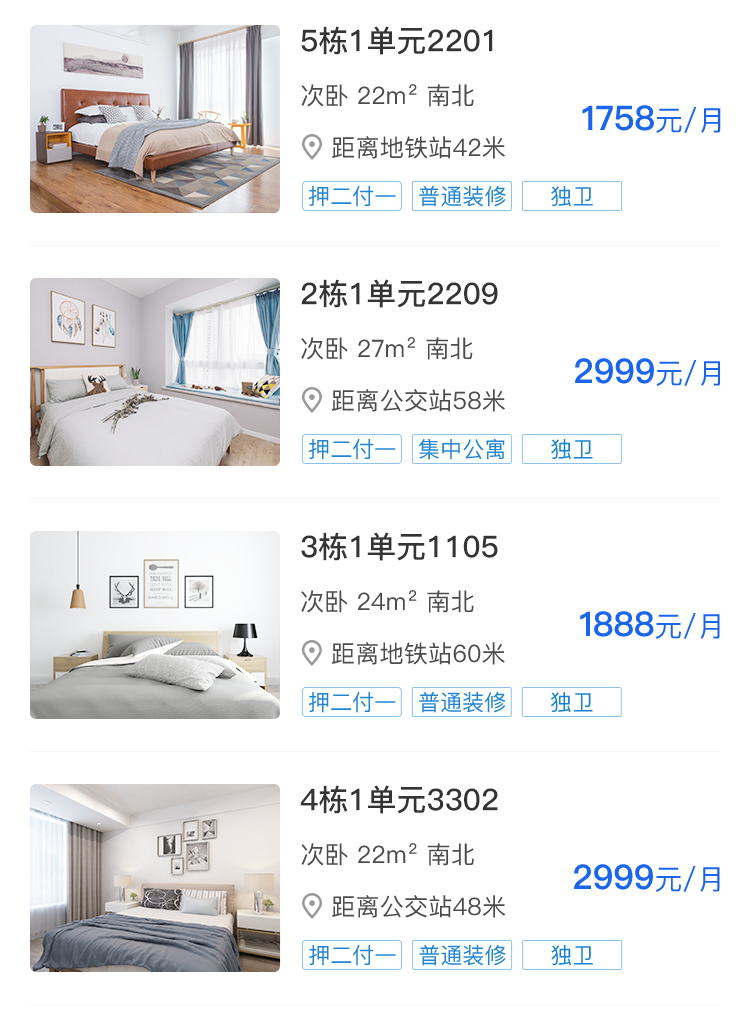 5栋1单元2201
次卧 22m² 南北
1758元/月
距离地铁站42米
押二付一 普通装修 独卫
2栋1单元2209
次卧 27m² 南北
2999元/月
距离公交站58米
押二付一 集中公寓 独卫
3栋1单元1105
次卧 24m² 南北
1888元/月
距离地铁站60米
押二付一 普通装修 独卫
4栋1单元3302
次卧 22m² 南北
2999元/月
距离公交站48米
押二付一 普通装修 独卫